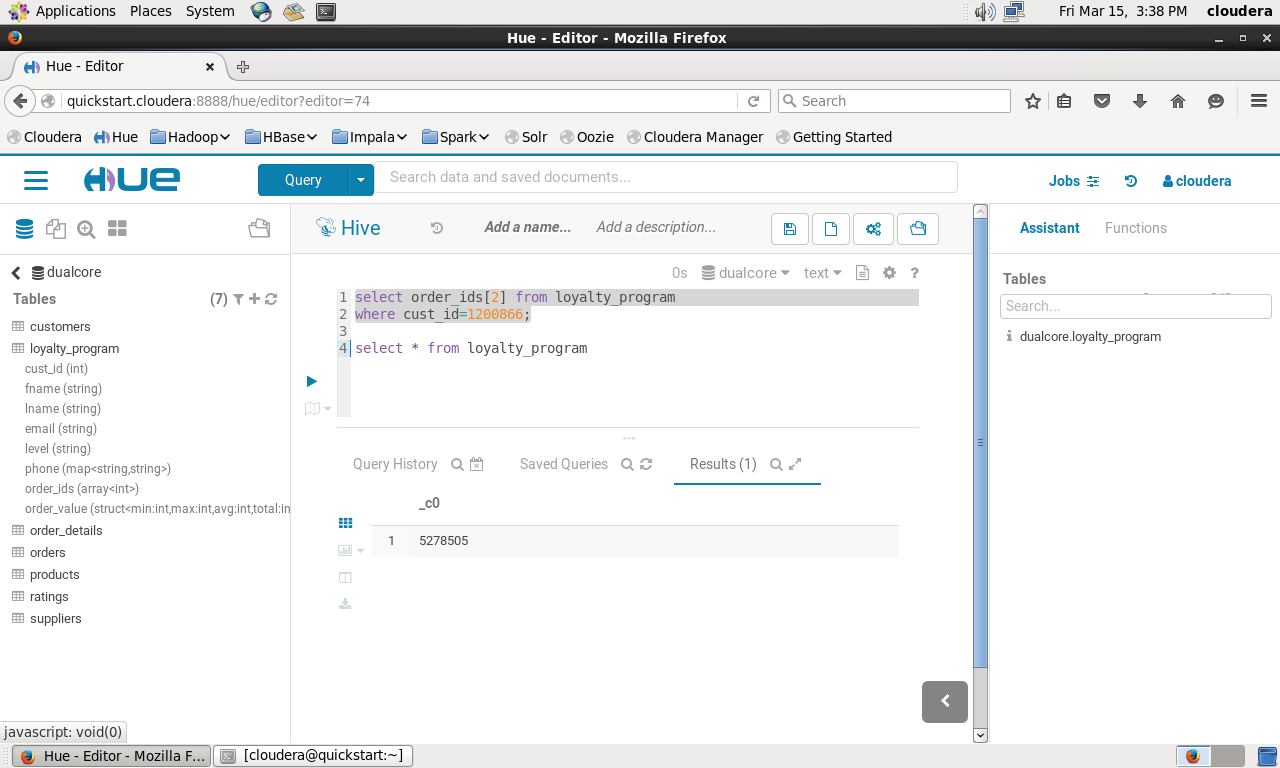 Applications Places System Fri Mar 15, 3:38 PM cloudera
Hue - Editor - Mozilla Firefox
Hue - Editor
quickstart.cloudera:8888/hue/editor?editor=74 Search
Cloudera Hue Hadoop HBase Impala Spark Solr Oozie Cloudera Manager Getting Started
HUE Query Search data and saved documents... Jobs cloudera
Hive Add a name... Add a description... Assistant Functions
dualcore 0s dualcore text ?
Tables (7)
customers
loyalty_program
cust_id (int)
fname (string)
lname (string)
email (string)
level (string)
phone (map<string,string>)
order_ids (array<int>)
order_value (struct<min:int,max:int,avg:int,total:in
order_details
orders
products
ratings
suppliers
1 select order_ids[2] from loyalty_program
2 where cust_id=1200866;
3
4 select * from loyalty_program
Query History Saved Queries Results (1)
_c0
1 5278505
Tables
Search...
dualcore.loyalty_program
javascript: void(0)
Hue - Editor - Mozilla F... [cloudera@quickstart:~]